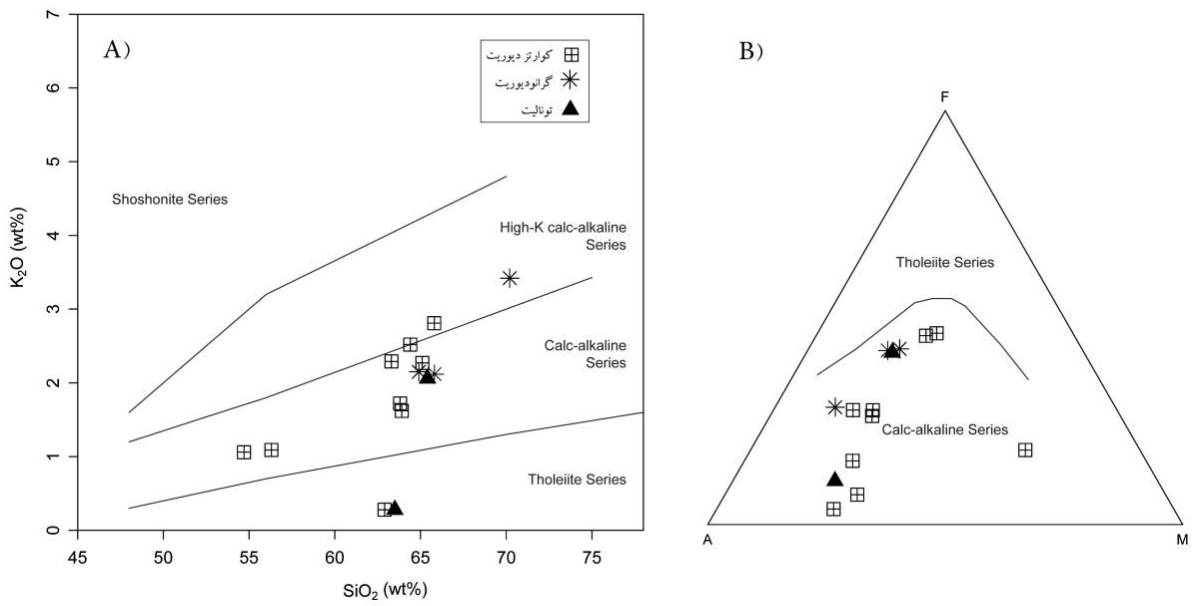 A)
7
6
5
4
3
2
1
0
K₂O (wt%)
45
50
55
60
65
70
75
SiO₂ (wt%)
کوارتز دیوریت
گرانودیوریت
تونالیت
Shoshonite Series
High-K calc-alkaline
Series
Calc-alkaline
Series
Tholeiite Series
B)
F
Tholeiite Series
Calc-alkaline Series
A
M